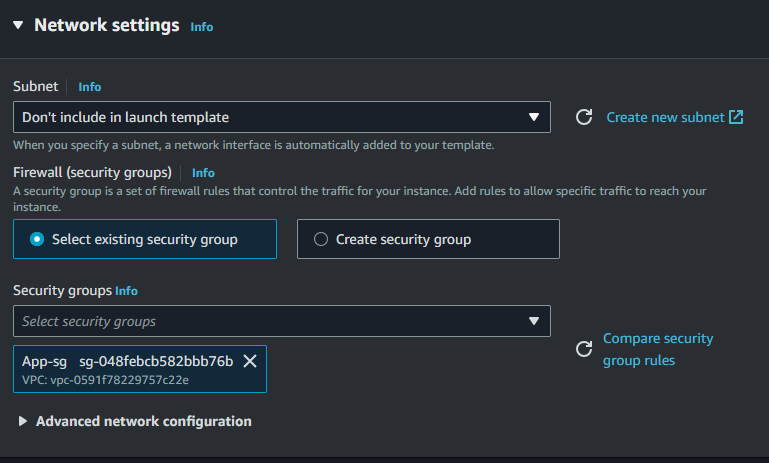 Network settings Info
Subnet Info
Don't include in launch template
Create new subnet
When you specify a subnet, a network interface is automatically added to your template.
Firewall (security groups) Info
A security group is a set of firewall rules that control the traffic for your instance. Add rules to allow specific traffic to reach your
instance.
Select existing security group
Create security group
Security groups Info
Select security groups
Compare security
group rules
App-sg sg-048febcb582bbb76b
VPC: vpc-0591f78229757c22e
Advanced network configuration